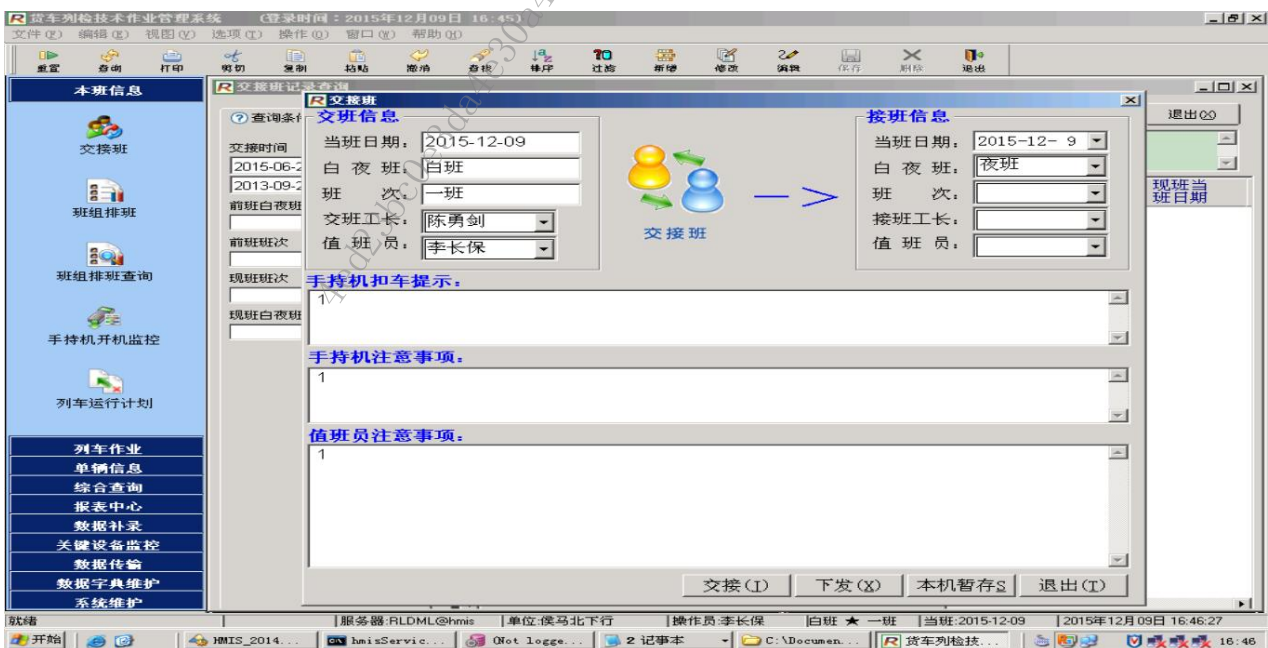 货车列检技术作业管理系统 (登录时间:2015年12月09日 16:45)
文件(F) 编辑(E) 视图(V) 选项(T) 操作(O) 窗口(W) 帮助(H)
重置 查询 打印 剪切 复制 粘贴 撤消 查找 排序 过滤 新增 修改 编辑 保存 删除 退出
本班信息
交接班
班组排班
班组排班查询
手持机开机监控
列车运行计划
列车作业
单辆信息
综合查询
报表中心
数据补录
关键设备监控
数据传输
数据字典维护
系统维护
交接班记录查询
查询条件
退出(X)
交接时间
2015-06-2
2013-09-2
前班白夜班
前班班次
现班班次
现班白夜班
现班当
班日期
交接班
交班信息
当班日期: 2015-12-09
白 夜 班: 白班
班 次: 一班
交班工长: 陈勇剑
值 班 员: 李长保
交接班
—>
接班信息
当班日期: 2015-12- 9
白 夜 班: 夜班
班 次:
接班工长:
值 班 员:
手持机扣车提示:
1
手持机注意事项:
1
值班员注意事项:
1
交接(I) 下发(X) 本机暂存S 退出(T)
就绪 服务器:RLDML@hmis 单位:侯马北下行 操作员:李长保 白班 ★ 一班 当班:2015-12-09 2015年12月09日 16:46:27
开始 HMIS_2014... hmisServic... (Not logge... 2 记事本 C:\Documen... 货车列检技... 16:46